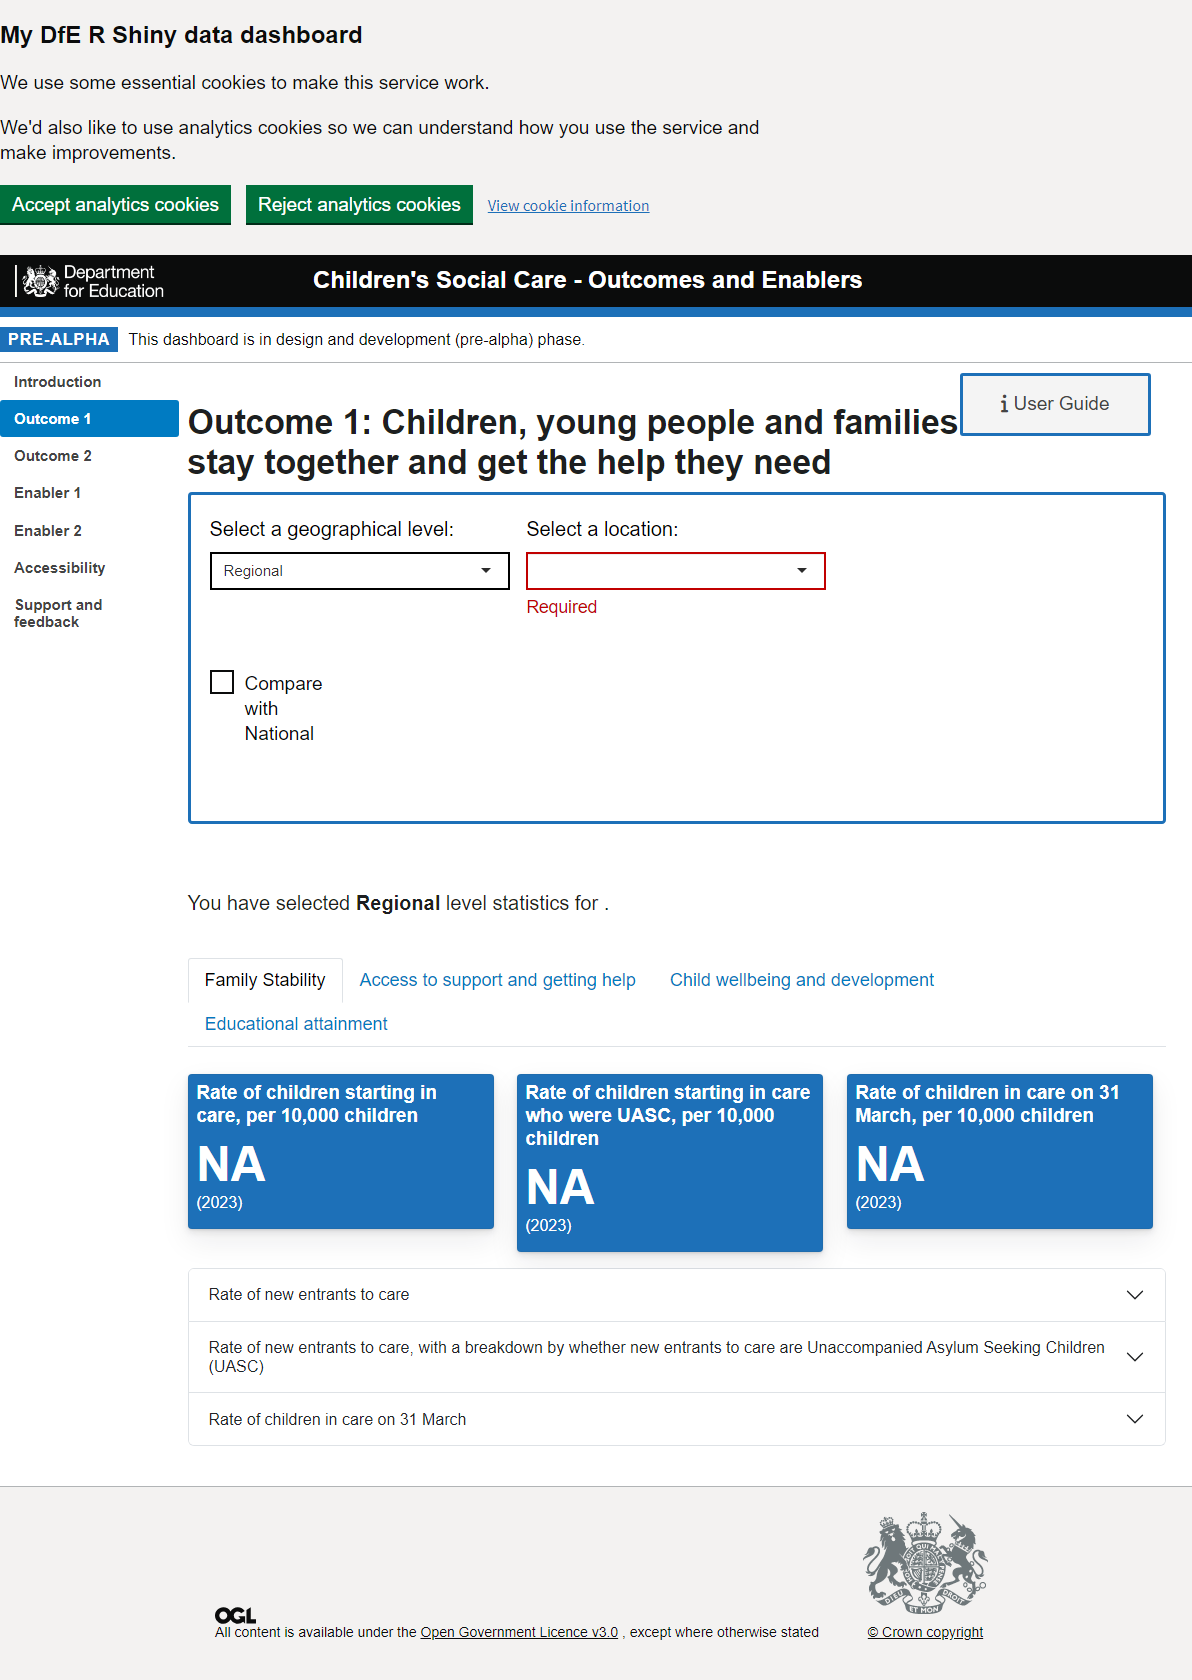 My DfE R Shiny data dashboard
We use some essential cookies to make this service work.
We'd also like to use analytics cookies so we can understand how you use the service and
make improvements.
Accept analytics cookies
Reject analytics cookies
View cookie information
Department
for Education
Children's Social Care - Outcomes and Enablers
PRE-ALPHA
This dashboard is in design and development (pre-alpha) phase.
Introduction
Outcome 1
Outcome 2
Enabler 1
Enabler 2
Accessibility
Support and
feedback
User Guide
Outcome 1: Children, young people and families
stay together and get the help they need
Select a geographical level:
Regional
Select a location:
Required
Compare
with
National
You have selected Regional level statistics for .
Family Stability
Access to support and getting help
Child wellbeing and development
Educational attainment
Rate of children starting in
care, per 10,000 children
NA
(2023)
Rate of children starting in care
who were UASC, per 10,000
children
NA
(2023)
Rate of children in care on 31
March, per 10,000 children
NA
(2023)
Rate of new entrants to care
Rate of new entrants to care, with a breakdown by whether new entrants to care are Unaccompanied Asylum Seeking Children
(UASC)
Rate of children in care on 31 March
OGL
All content is available under the Open Government Licence v3.0 , except where otherwise stated
© Crown copyright